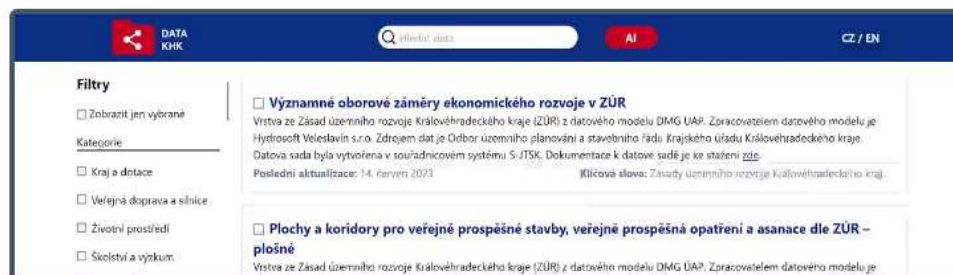 DATA
KHK
Hledat data
AI
CZ / EN
Filtry
Zobrazit jen vybrané
Kategorie
Kraj a dotace
Veřejná doprava a silnice
Životní prostředí
Školství a výzkum
Významné oborové záměry ekonomického rozvoje v ZÚR
Vrstva ze Zásad územního rozvoje Královéhradeckého kraje (ZÚR) z datového modelu DMG ÚAP. Zpracovatelem datového modelu je
Hydrosoft Veleslavín s.r.o. Zdrojem dat je Odbor územního plánování a stavebního řádu Krajského úřadu Královéhradeckého kraje.
Datova sada byla vytvořena v souřadnicovém systému S-JTSK. Dokumentace k datové sadě je ke stažení zde.
Poslední aktualizace: 14. červen 2023
Klíčová slova: Zásady územního rozvoje Královéhradeckého kraj
Plochy a koridory pro veřejně prospěšné stavby, veřejně prospěšná opatření a asanace dle ZÚR –
plošné
Vrstva ze Zásad územního rozvoje Královéhradeckého kraje (ZÚR) z datového modelu DMG ÚAP. Zpracovatelem datového modelu je